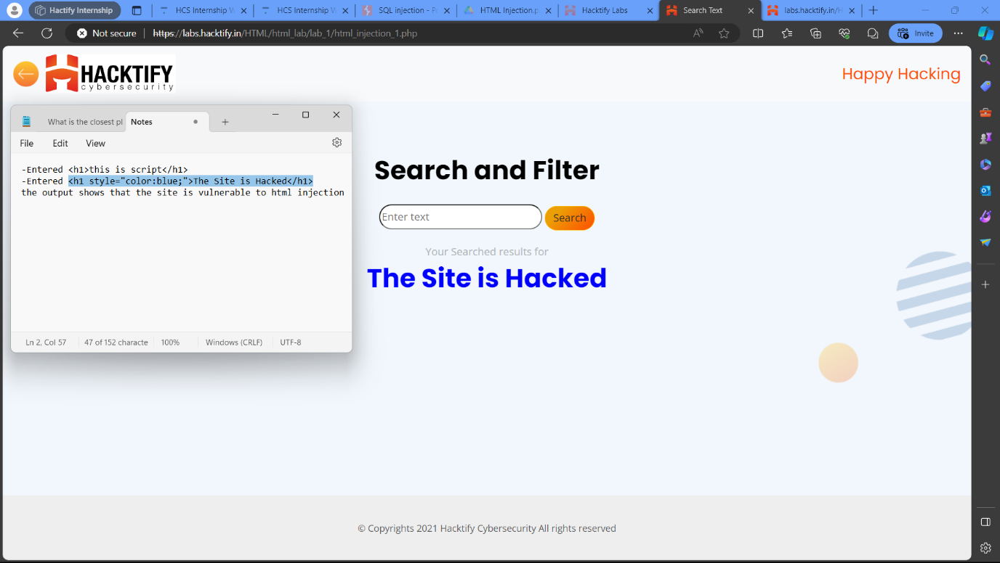 Hactify Internship
HCS Internship W
HCS Internship W
SQL injection - P
HTML Injection.p
Hacktify Labs
Search Text
labs.hacktify.in/H
Not secure
https://labs.hacktify.in/HTML/html_lab/lab_1/html_injection_1.php
Invite
HACKTIFY
cybersecurity
Happy Hacking
What is the closest pl
Notes
File Edit View
-Entered <h1>this is script</h1>
-Entered <h1 style="color:blue;">The Site is Hacked</h1>
the output shows that the site is vulnerable to html injection
Ln 2, Col 57
47 of 152 characte
100%
Windows (CRLF)
UTF-8
Search and Filter
Enter text
Search
Your Searched results for
The Site is Hacked
© Copyrights 2021 Hacktify Cybersecurity All rights reserved